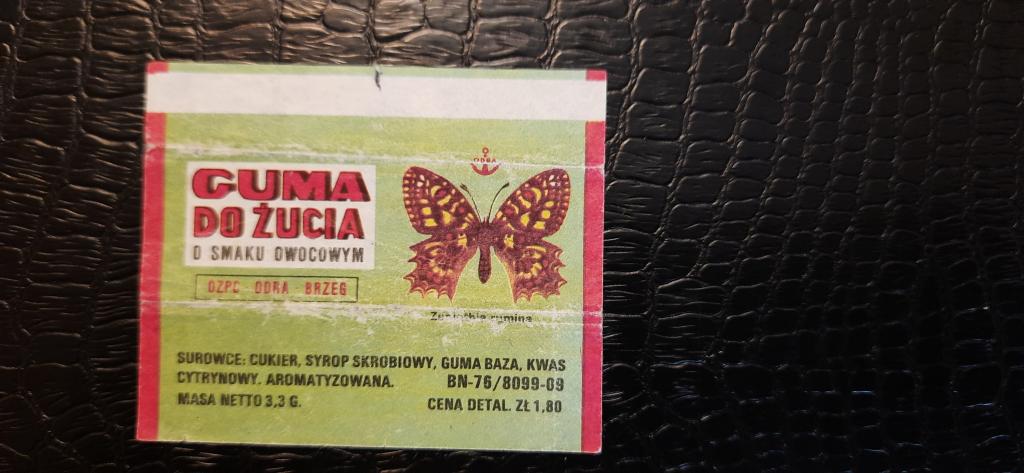 GUMA
DO ŻUCIA
O SMAKU OWOCOWYM
OZPC ODRA BRZEG
ODRA
rumina
SUROWCE: CUKIER, SYROP SKROBIOWY, GUMA BAZA, KWAS
CYTRYNOWY. AROMATYZOWANA. BN-76/8099-09
MASA NETTO 3,3 G. CENA DETAL. ZŁ 1,80